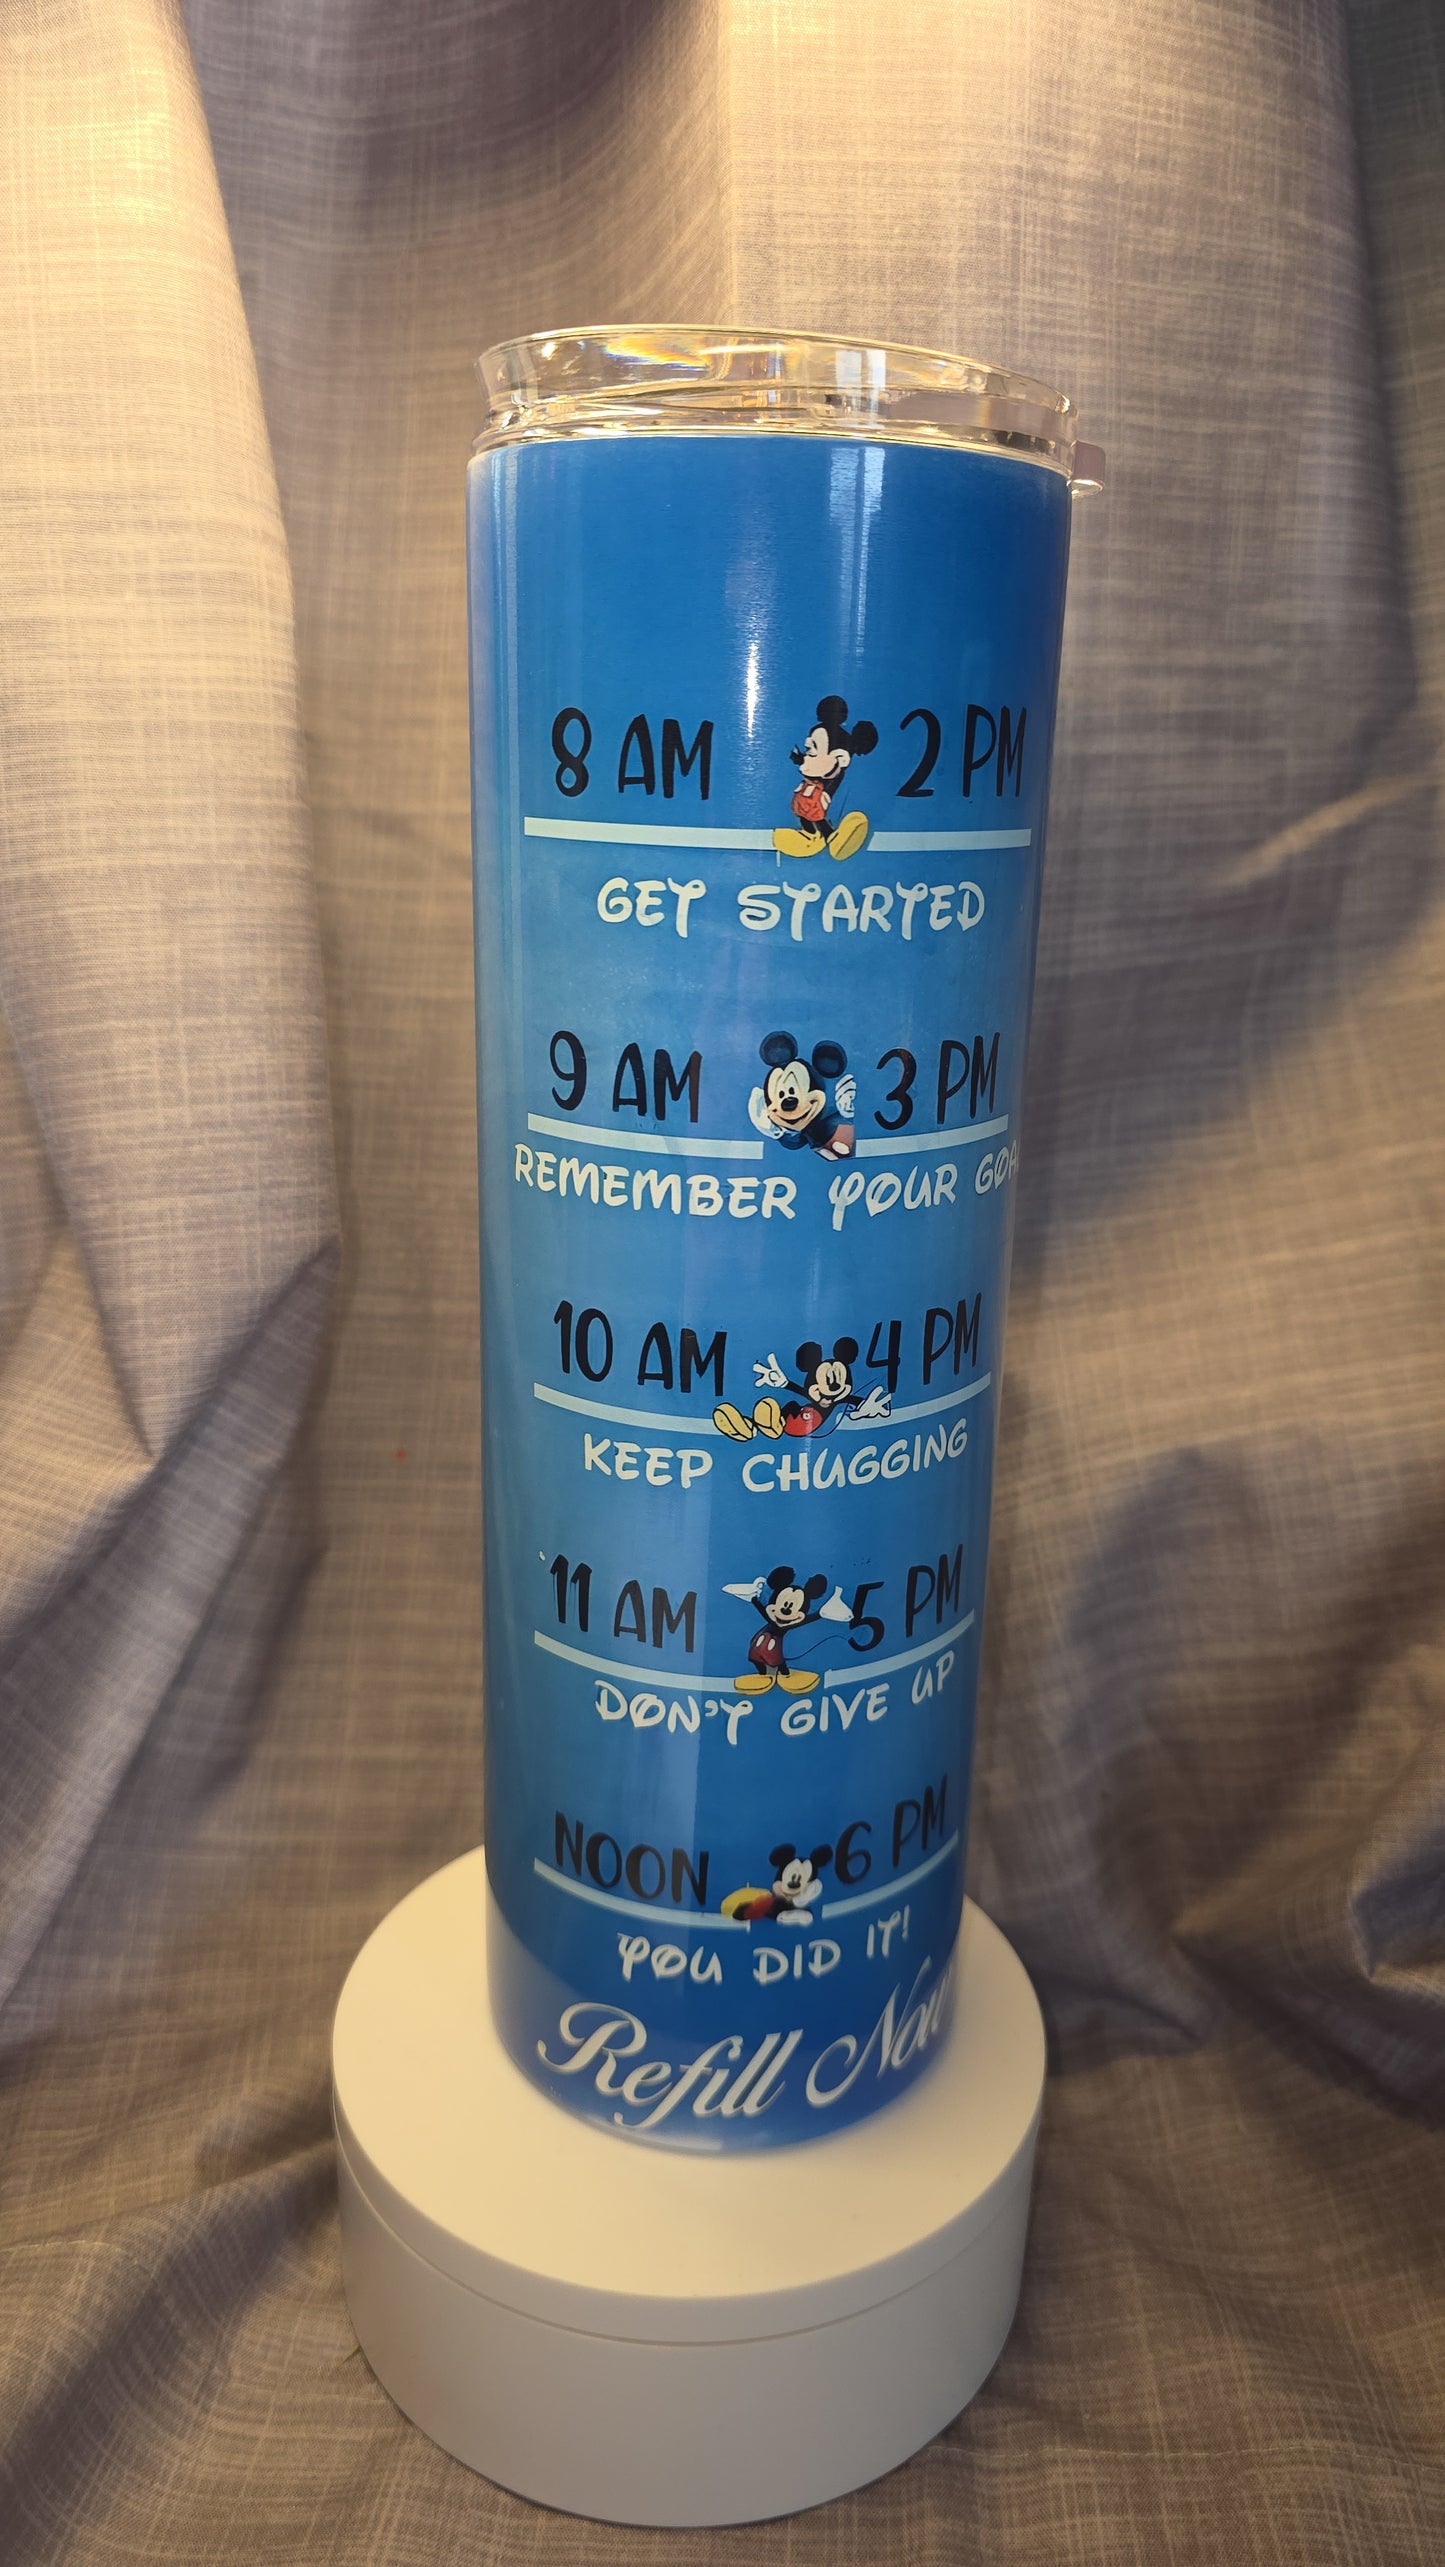 8 AM 2 PM
GET STARTED
9 AM 3 PM
REMEMBER YOUR
10 AM 4 PM
KEEP CHUGGING
11 AM 5 PM
DON'T GIVE UP
NOON 6 PM
YOU DID IT!
Refill Now